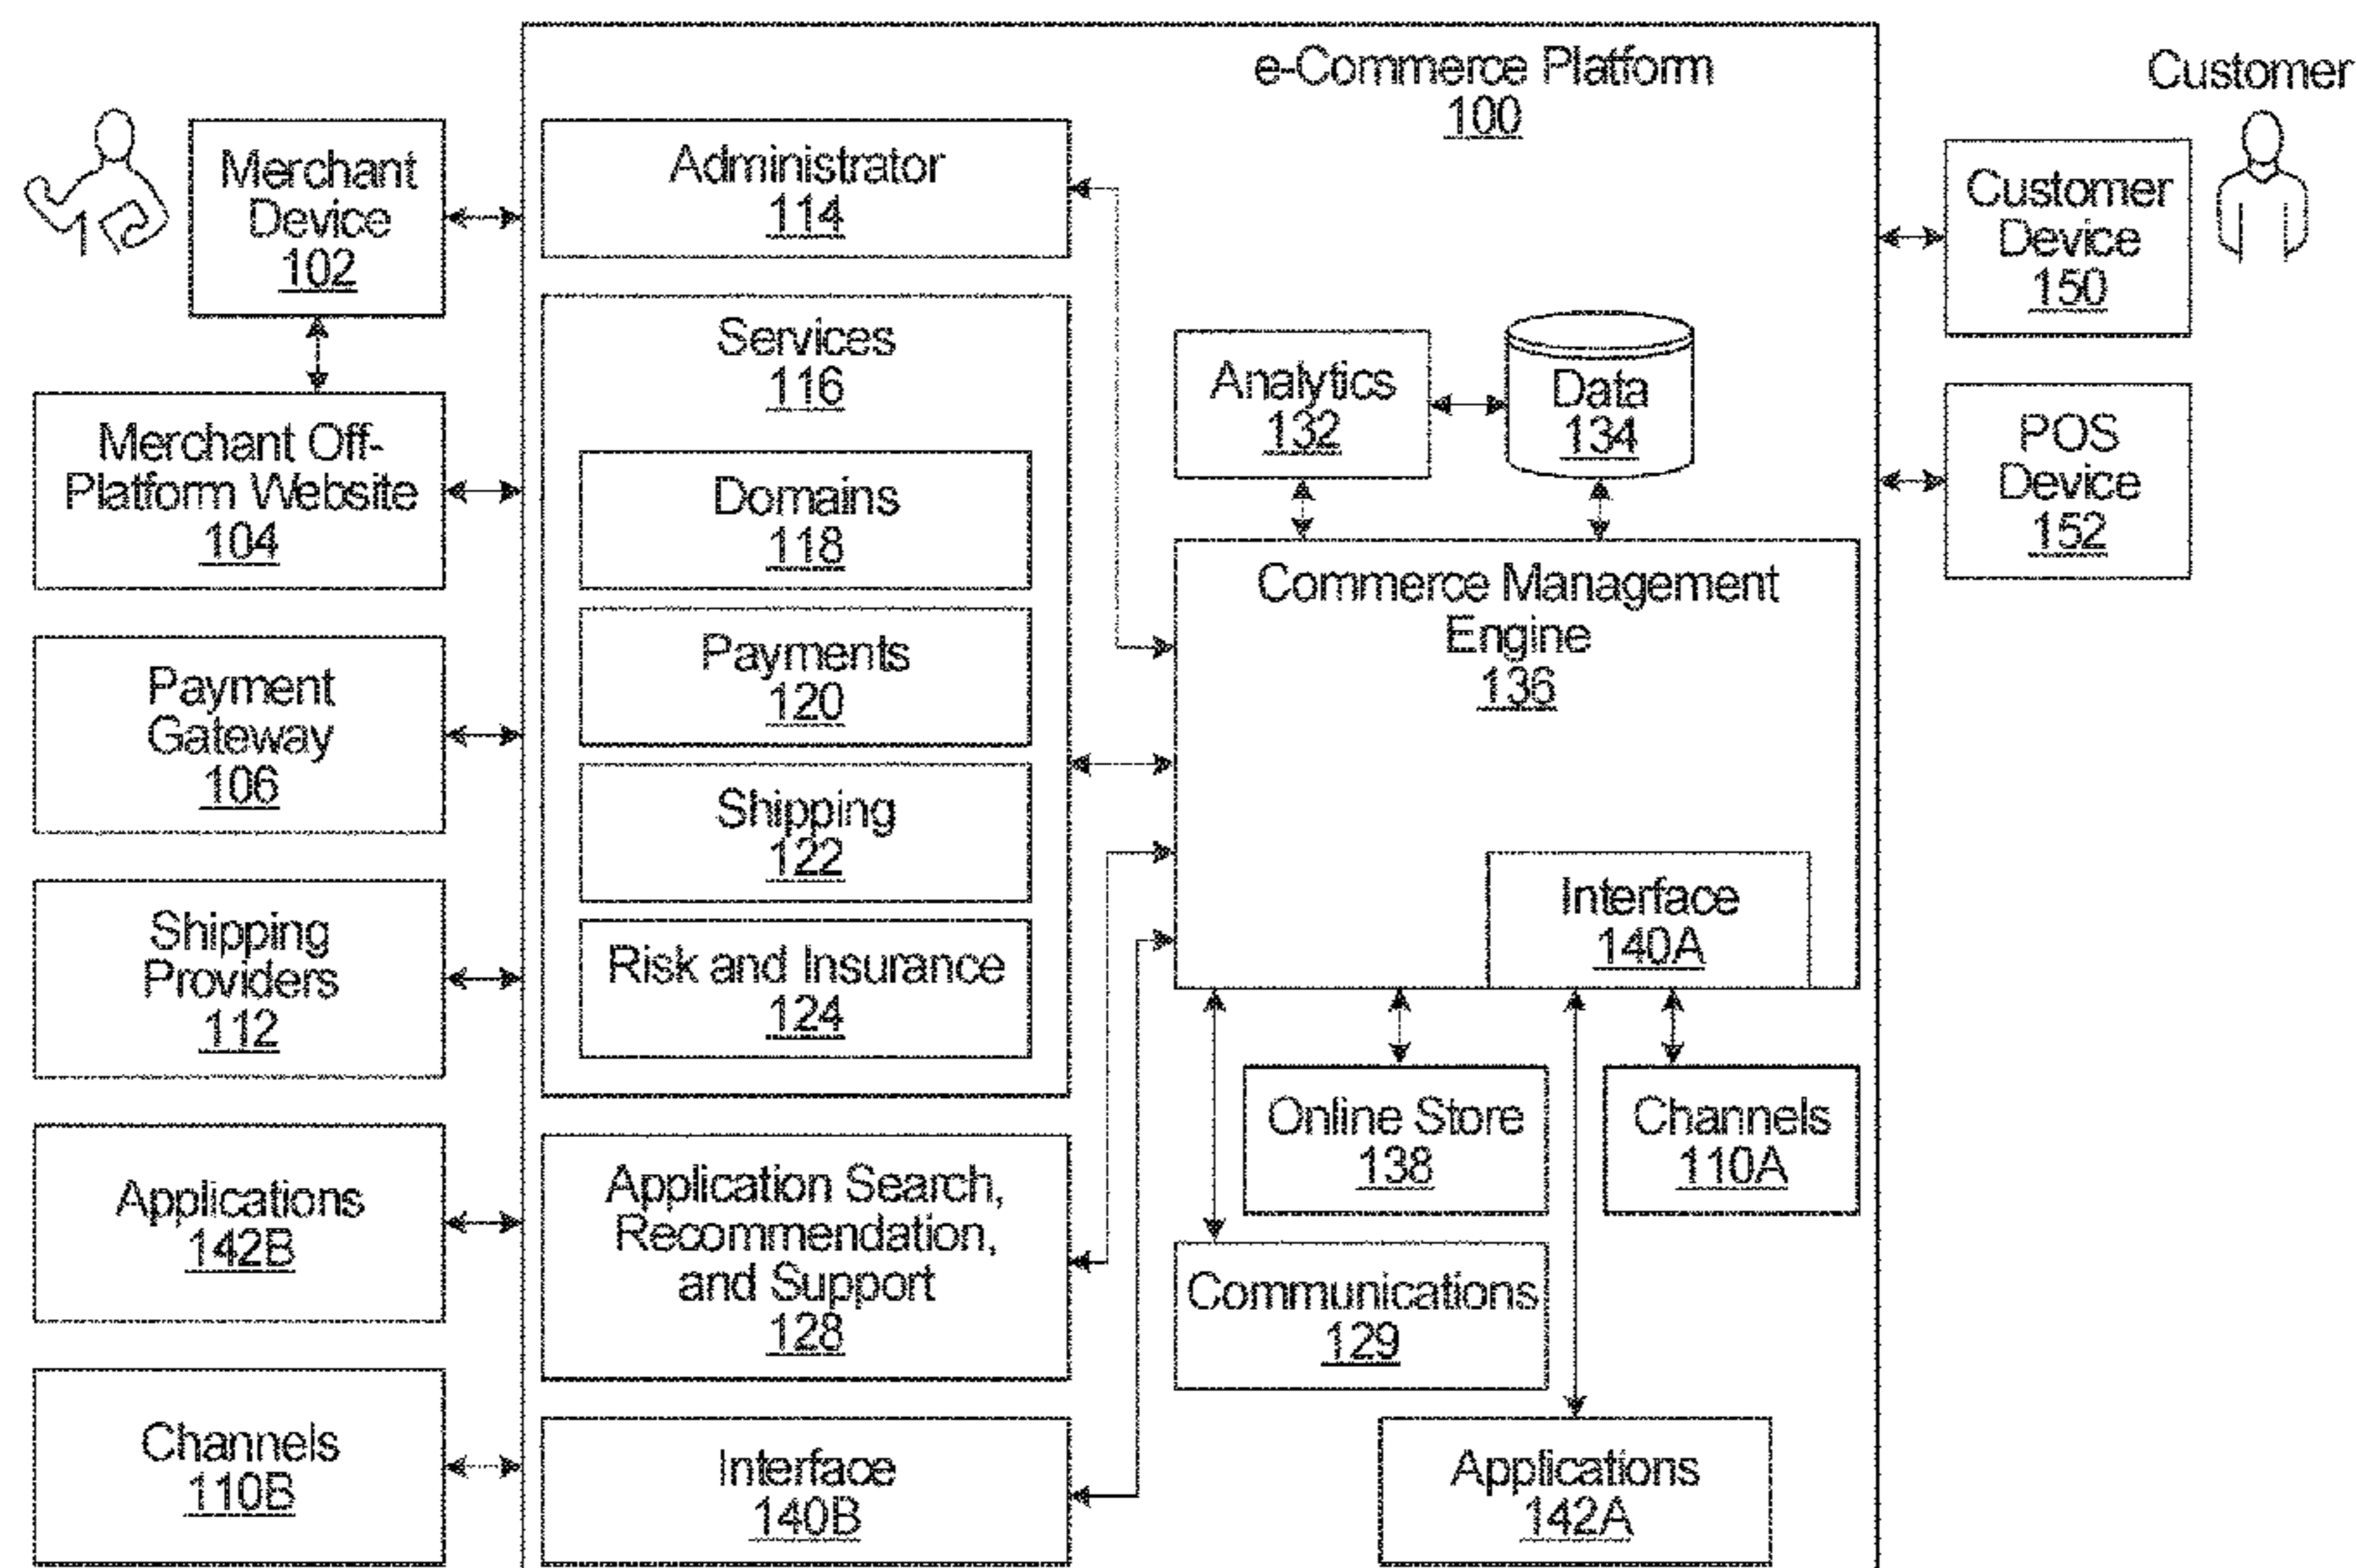 e-Commerce Platform
100
Customer
Merchant
Device
102
Administrator
114
Customer
Device
150
Services
116
Analytics
132
Data
134
Merchant Off-
Platform Website
104
POS
Device
152
Domains
118
Commerce Management
Engine
136
Payments
120
Payment
Gateway
106
Shipping
122
Interface
140A
Shipping
Providers
112
Risk and Insurance
124
Online Store
138
Channels
110A
Applications
142B
Application Search,
Recommendation,
and Support
128
Communications
129
Channels
110B
Interface
140B
Applications
142A